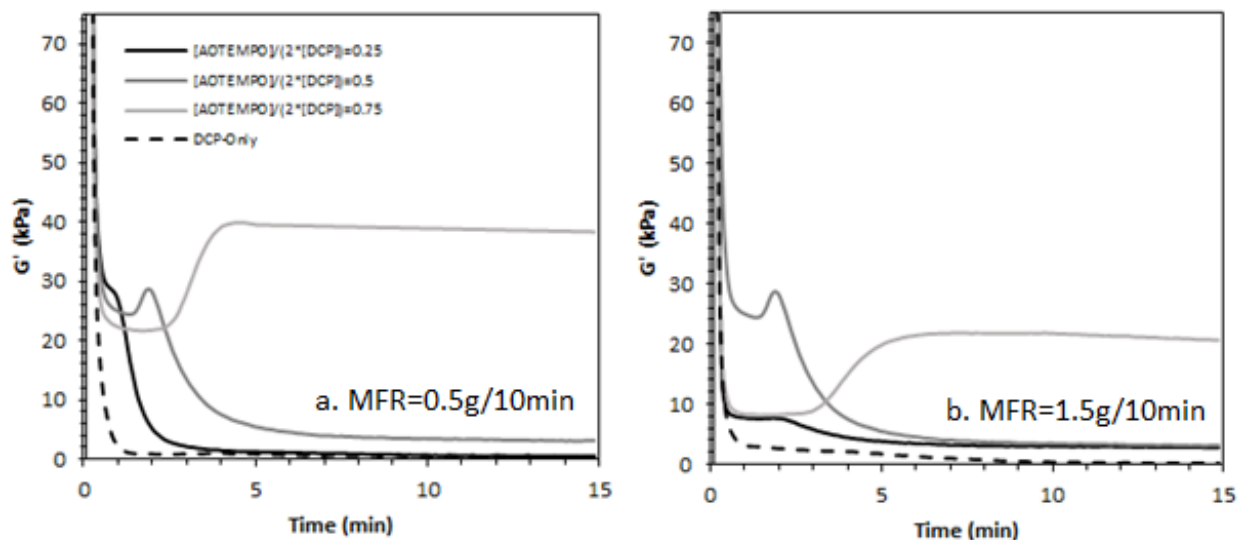 70
60
50
40
30
20
10
0
G' (kPa)
[AOTEMPO]/(2*[DCP])=0.25
[AOTEMPO]/(2*[DCP])=0.5
[AOTEMPO]/(2*[DCP])=0.75
DCP-Only
a. MFR=0.5g/10min
0 5 10 15
Time (min)
70
60
50
40
30
20
10
0
G' (kPa)
b. MFR=1.5g/10min
0 5 10 15
Time (min)